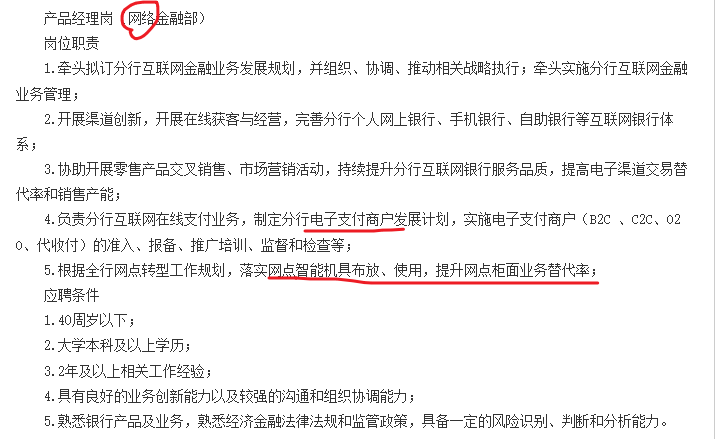 产品经理岗（网络金融部）
岗位职责
1.牵头拟订分行互联网金融业务发展规划，并组织、协调、推动相关战略执行；牵头实施分行互联网金融
业务管理；
2.开展渠道创新，开展在线获客与经营，完善分行个人网上银行、手机银行、自助银行等互联网银行体
系；
3.协助开展零售产品交叉销售、市场营销活动，持续提升分行互联网银行服务品质，提高电子渠道交易替
代率和销售产能；
4.负责分行互联网在线支付业务，制定分行电子支付商户发展计划，实施电子支付商户（B2C 、C2C、O2
O、代收付）的准入、报备、推广培训、监督和检查等；
5.根据全行网点转型工作规划，落实网点智能机具布放、使用，提升网点柜面业务替代率；
应聘条件
1.40周岁以下；
2.大学本科及以上学历；
3.2年及以上相关工作经验；
4.具有良好的业务创新能力以及较强的沟通和组织协调能力；
5.熟悉银行产品及业务，熟悉经济金融法律法规和监管政策，具备一定的风险识别、判断和分析能力。